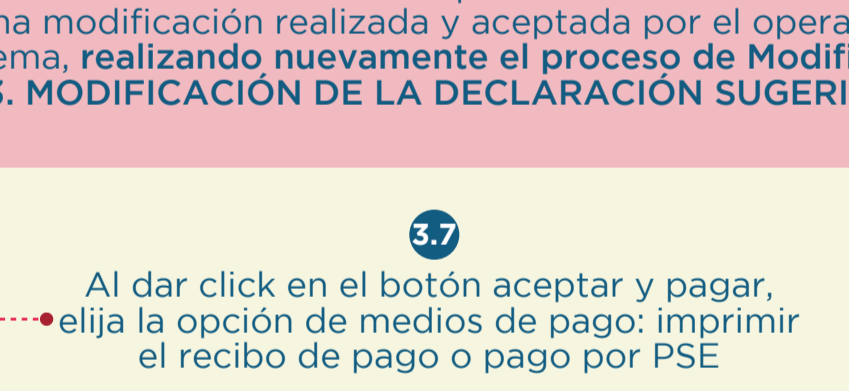 na modificación realizada y aceptada por el opera
ema, realizando nuevamente el proceso de Modifi
3. MODIFICACIÓN DE LA DECLARACIÓN SUGERI
3.7
Al dar click en el botón aceptar y pagar,
elija la opción de medios de pago: imprimir
el recibo de pago o pago por PSE